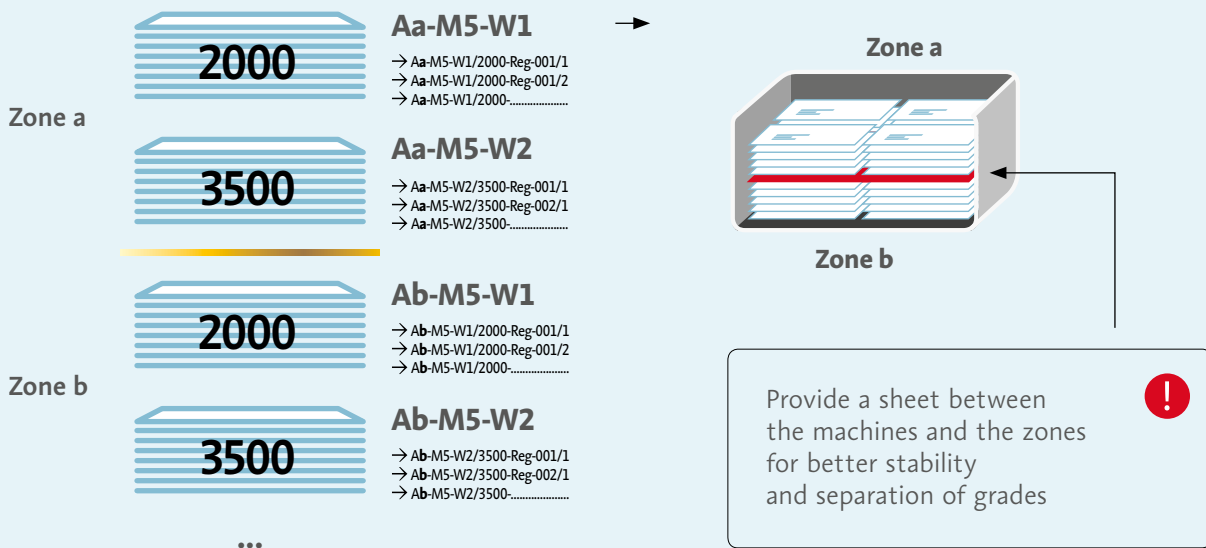 Zone a
2000
Aa-M5-W1
→ Aa-M5-W1/2000-Reg-001/1
→ Aa-M5-W1/2000-Reg-001/2
→ Aa-M5-W1/2000-....................
3500
Aa-M5-W2
→ Aa-M5-W2/3500-Reg-001/1
→ Aa-M5-W2/3500-Reg-002/1
→ Aa-M5-W2/3500-....................
Zone b
2000
Ab-M5-W1
→ Ab-M5-W1/2000-Reg-001/1
→ Ab-M5-W1/2000-Reg-001/2
→ Ab-M5-W1/2000-....................
3500
Ab-M5-W2
→ Ab-M5-W2/3500-Reg-001/1
→ Ab-M5-W2/3500-Reg-002/1
→ Ab-M5-W2/3500-....................
...
Zone a
Zone b
Provide a sheet between
the machines and the zones
for better stability
and separation of grades
!